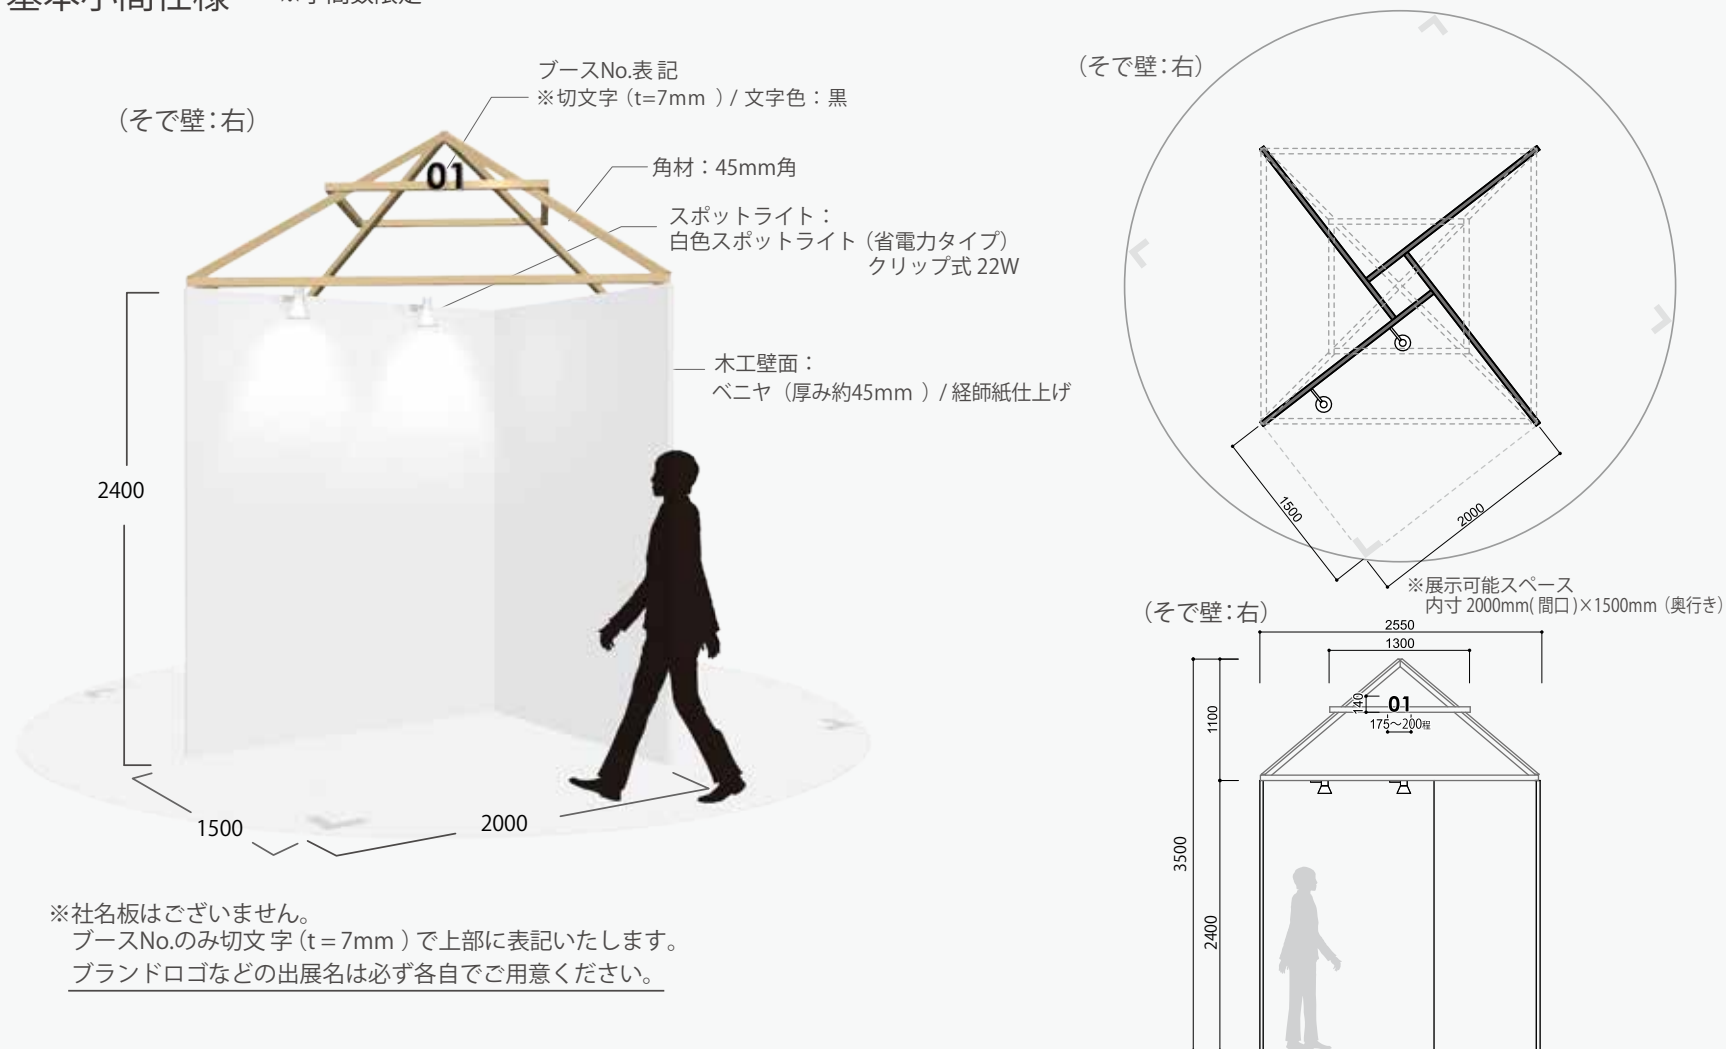 基本小間仕様 ※小間数限定
(そで壁：右)
ブースNo.表記
※切文字 (t=7mm ) / 文字色：黒
01
角材：45mm角
スポットライト：
白色スポットライト (省電力タイプ)
クリップ式 22W
木工壁面：
ベニヤ (厚み約45mm ) / 経師紙仕上げ
2400
1500
2000
※社名板はございません。
ブースNo.のみ切文字 (t = 7mm ) で上部に表記いたします。
ブランドロゴなどの出展名は必ず各自でご用意ください。
(そで壁：右)
1500
2000
※展示可能スペース
内寸 2000mm( 間口 )×1500mm (奥行き)
(そで壁：右)
2550
1300
140
01
175〜200程
1100
3500
2400